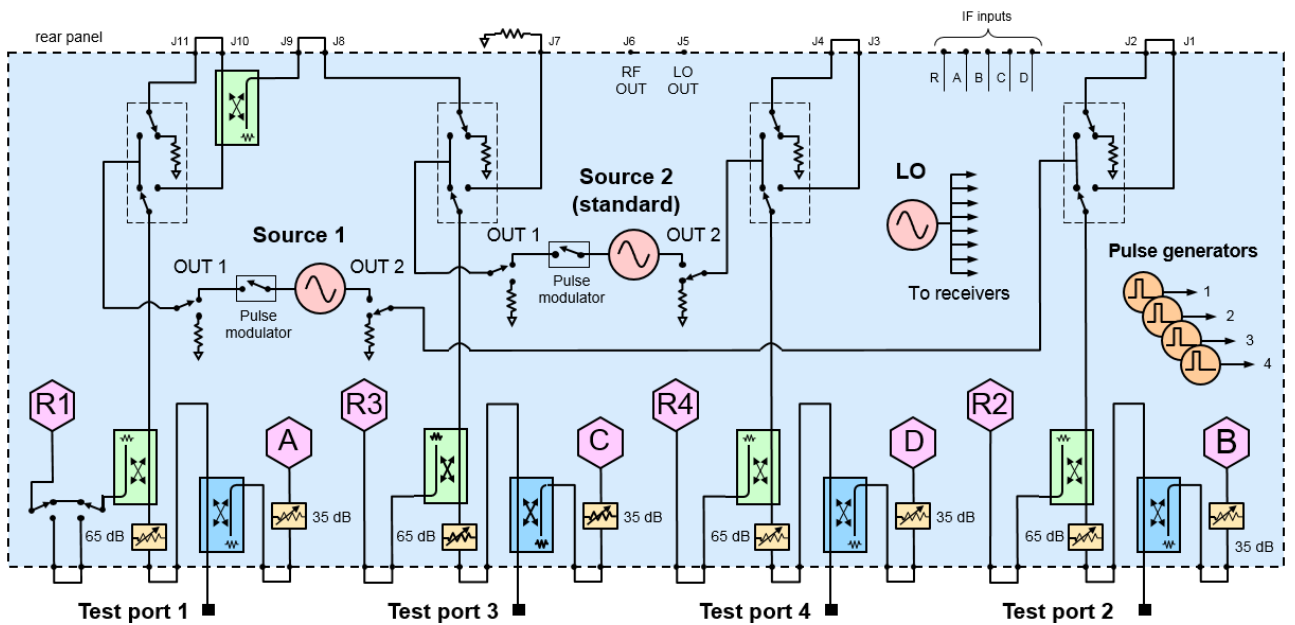 IF inputs
rear panel
J11
J10
J9
J8
J7
J6
J5
J4
J3
J2
J1
RF
OUT
LO
OUT
R
A
B
C
D
Source 1
OUT 1
OUT 2
Pulse
modulator
Source 2
(standard)
OUT 1
OUT 2
Pulse
modulator
LO
To receivers
Pulse generators
1
2
3
4
R1
A
R3
C
R4
D
R2
B
65 dB
35 dB
65 dB
35 dB
65 dB
35 dB
65 dB
35 dB
Test port 1
Test port 3
Test port 4
Test port 2